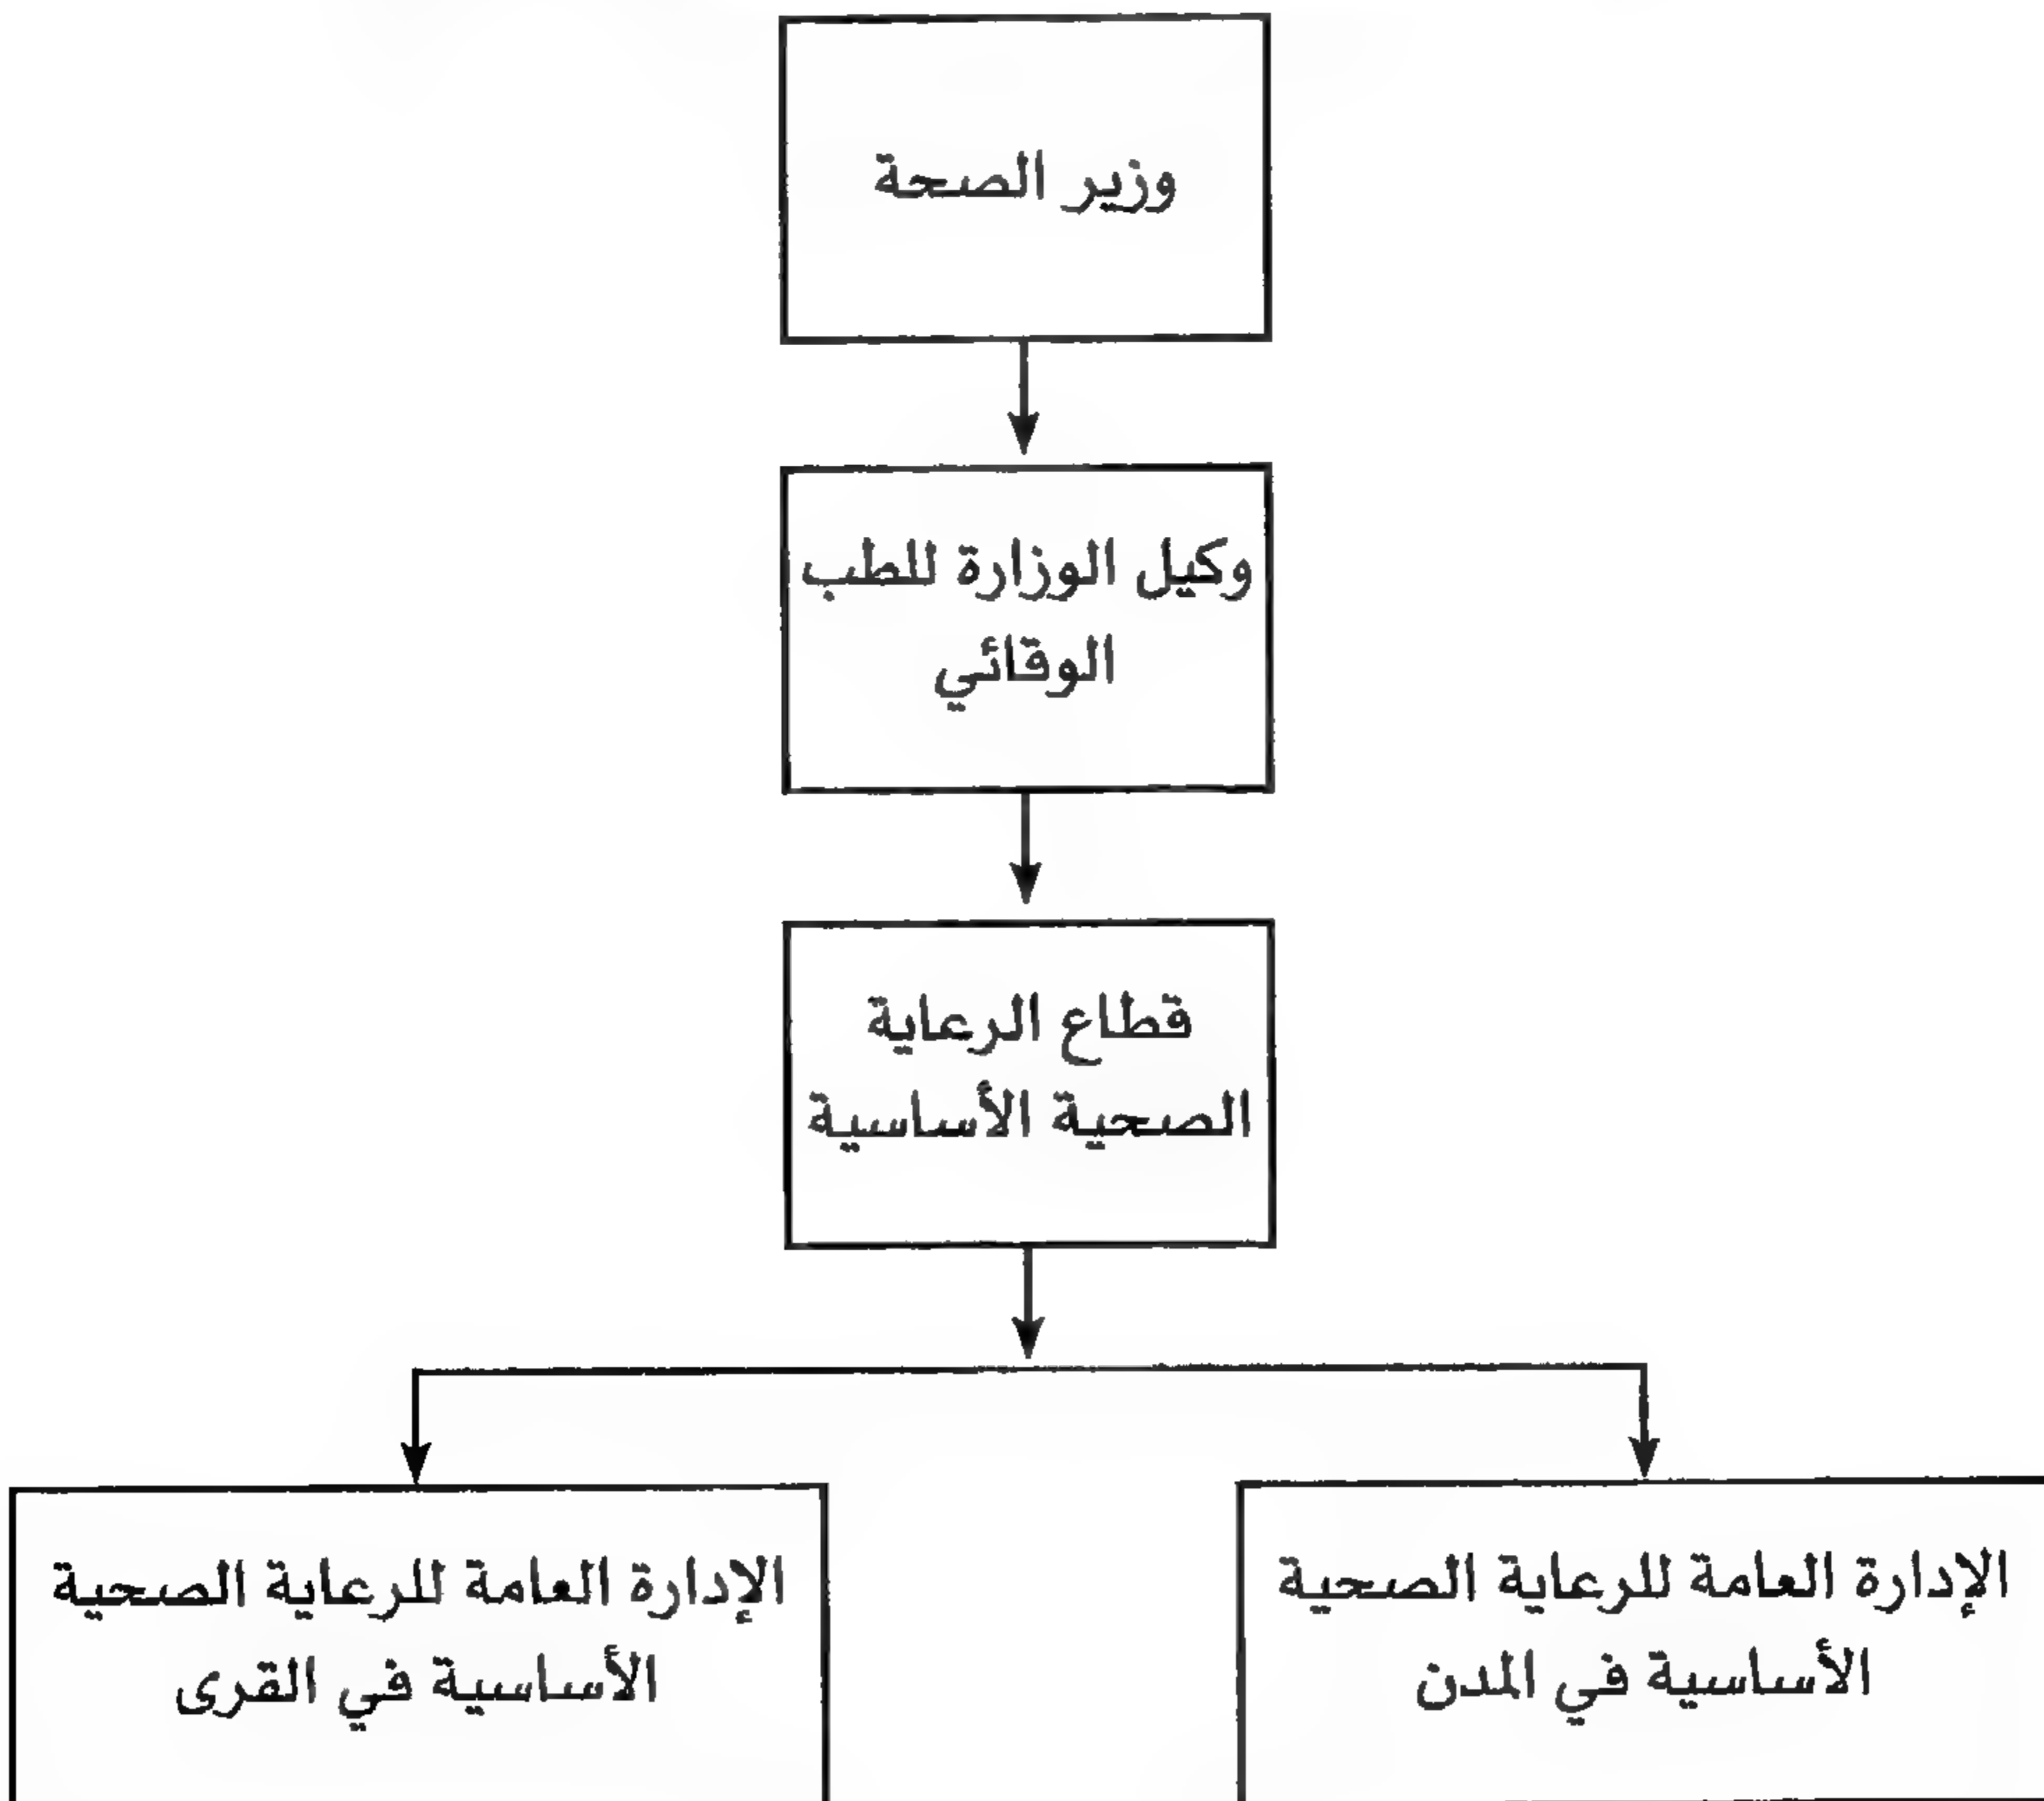 وزير الصحة
وكيل الوزارة للطب
الوقائي
قطاع الرعاية
الصحية الأساسية
الإدارة العامة للرعاية الصحية
الأساسية في المدن
الإدارة العامة للرعاية الصحية
الأساسية في القرى